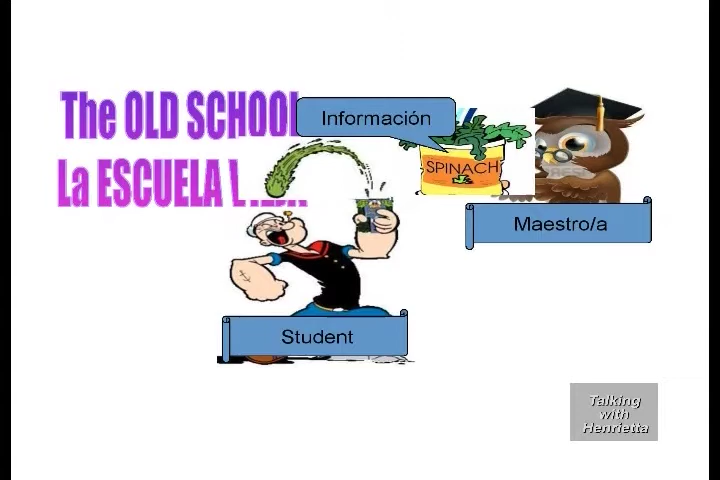 The OLD SCHOOL
La ESCUELA
Información
SPINACH
Maestro/a
Student
Talking
with
Henrietta